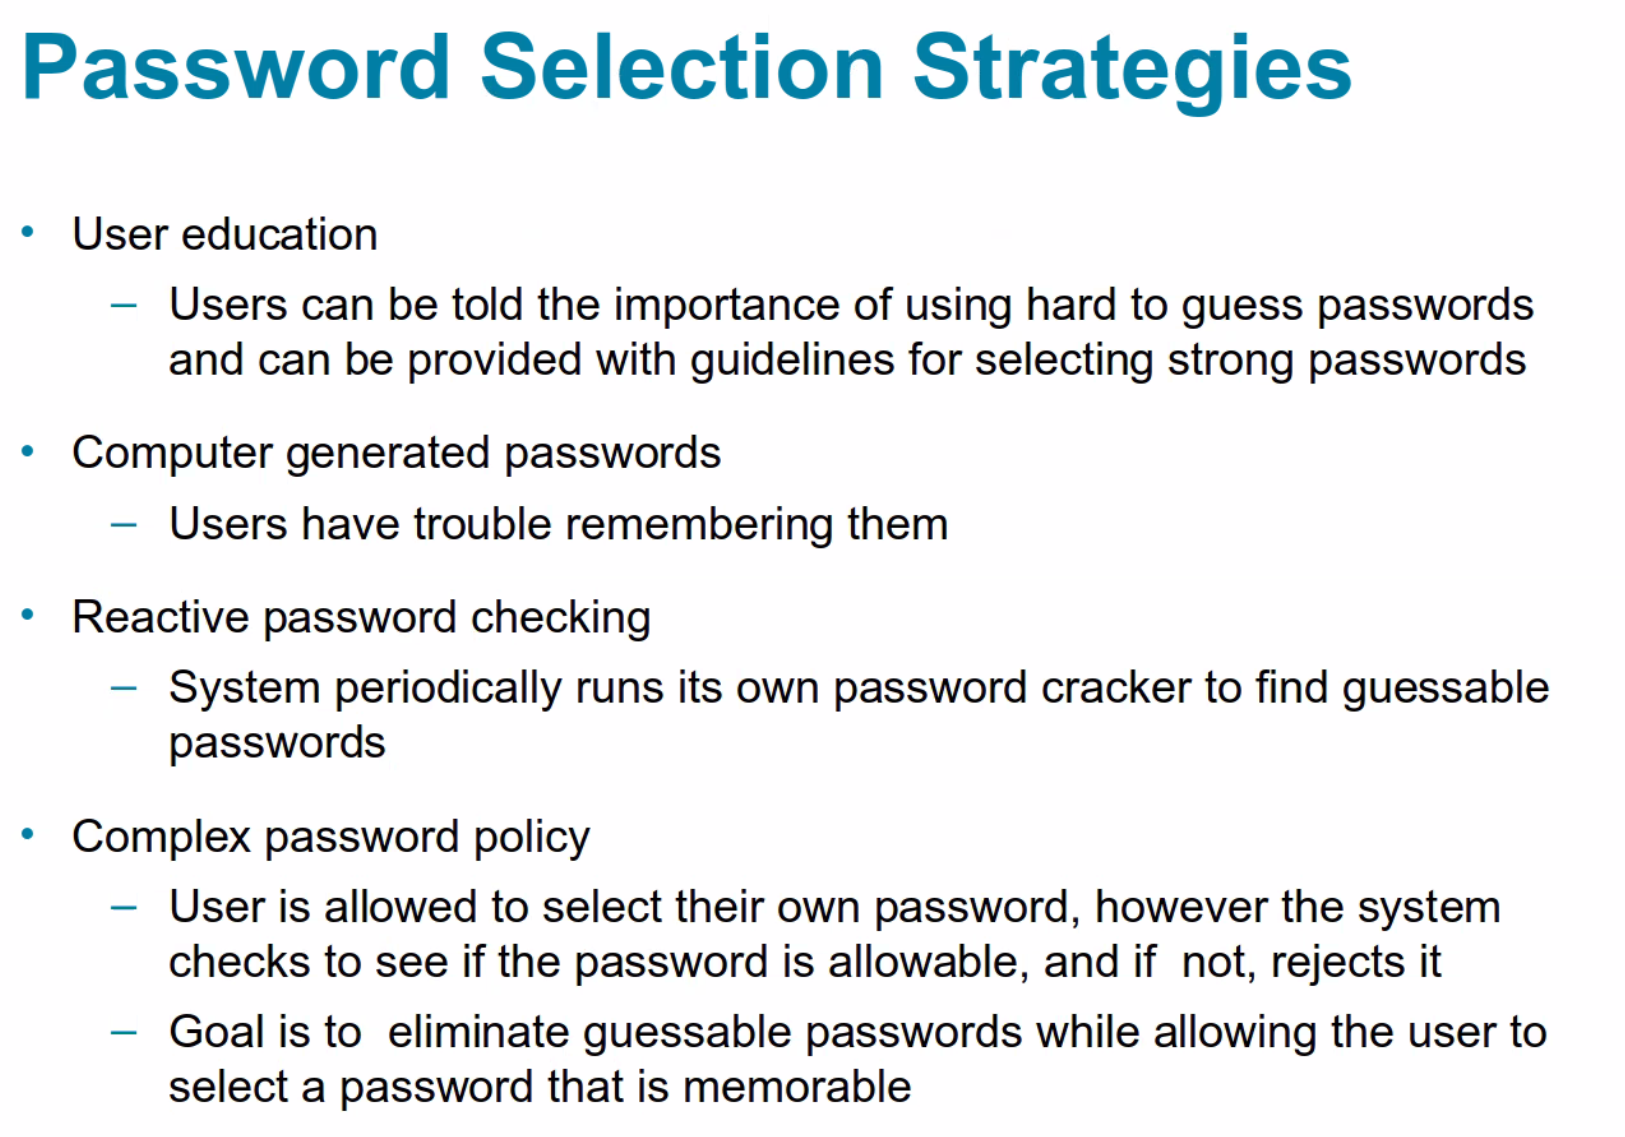 Password Selection Strategies
• User education
– Users can be told the importance of using hard to guess passwords
and can be provided with guidelines for selecting strong passwords
• Computer generated passwords
– Users have trouble remembering them
• Reactive password checking
– System periodically runs its own password cracker to find guessable
passwords
• Complex password policy
– User is allowed to select their own password, however the system
checks to see if the password is allowable, and if  not, rejects it
– Goal is to  eliminate guessable passwords while allowing the user to
select a password that is memorable